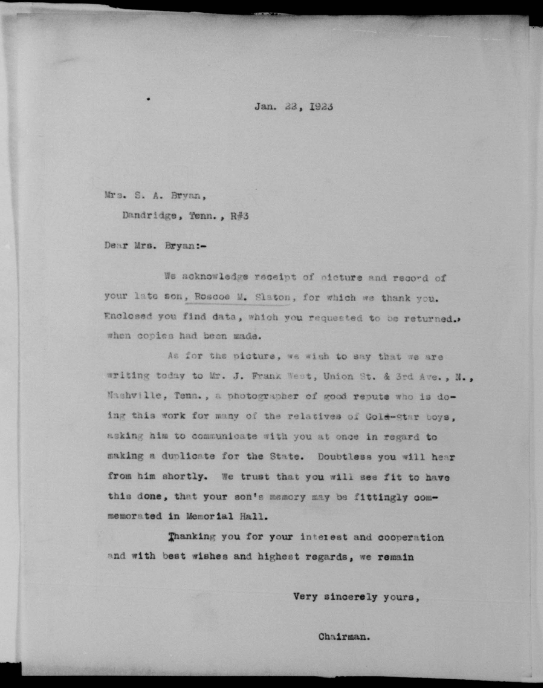 Jan. 22, 1923
Mrs. S. A. Bryan,
Dandridge, Tenn., R#3
Dear Mrs. Bryan:-
We acknowledge receipt of picture and record of
your late son, Roscoe M. Slaton, for which we thank you.
Enclosed you find data, which you requested to be returned.,
when copies had been made.
As for the picture, we wish to say that we are
writing today to Mr. J. Frank West, Union St. & 3rd Ave., N.,
Nashville, Tenn., a photographer of good repute who is do-
ing this work for many of the relatives of Gold-Star boys,
asking him to communicate with you at once in regard to
making a duplicate for the State. Doubtless you will hear
from him shortly. We trust that you will see fit to have
this done, that your son's memory may be fittingly com-
memorated in Memorial Hall.
Thanking you for your interest and cooperation
and with best wishes and highest regards, we remain
Very sincerely yours,
Chairman.